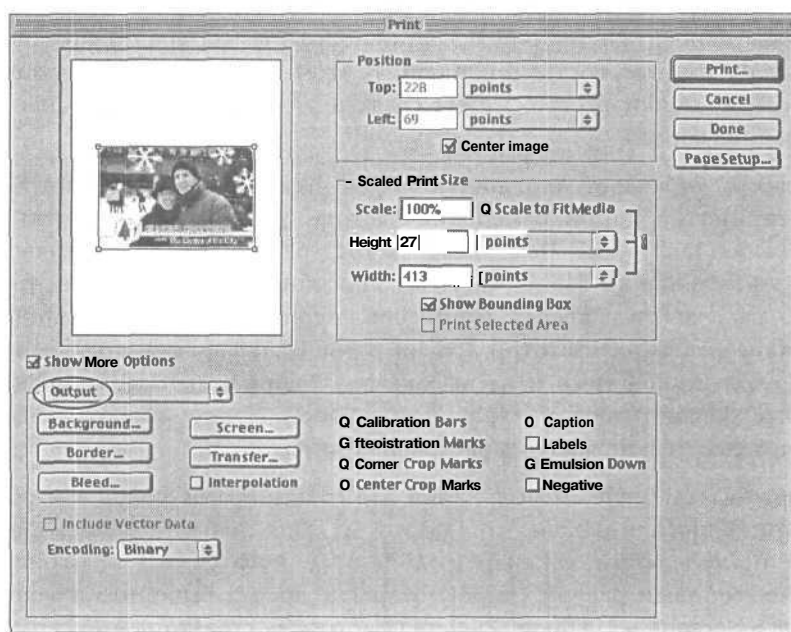 Print
Position
Top: 228 points
Left: 69 points
Center image
- Scaled Print Size
Scale: 100% Q Scale to Fit Media
Height 27 points
Width: 413 points
Show Bounding Box
Print Selected Area
Print...
Cancel
Done
Page Setup...
Show More Options
Output
Background...
Border...
Bleed...
Screen...
Transfer...
Interpolation
Q Calibration Bars
G fteoistration Marks
Q Corner Crop Marks
O Center Crop Marks
O Caption
Labels
G Emulsion Down
Negative
Include Vector Data
Encoding: Binary